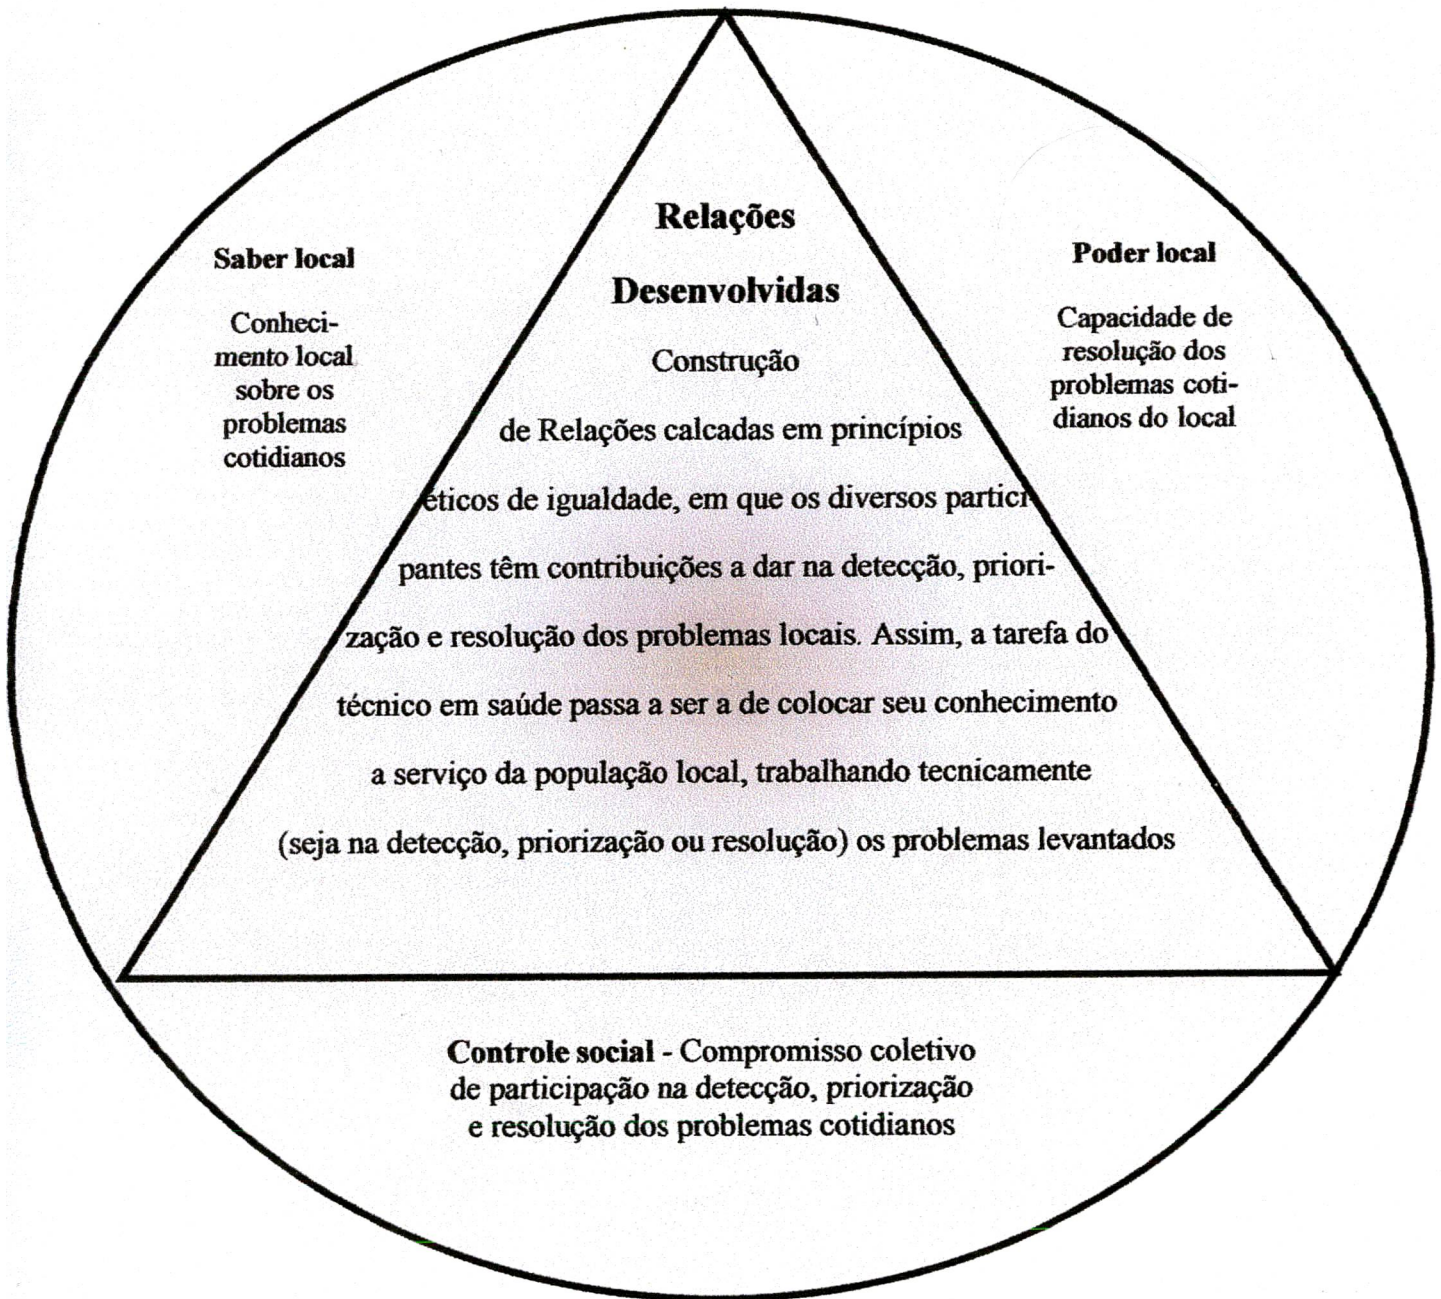 Saber local
Conheci-
mento local
sobre os
problemas
cotidianos
Relações
Desenvolvidas
Construção
de Relações calcadas em princípios
éticos de igualdade, em que os diversos partici
pantes têm contribuições a dar na detecção, priori-
zação e resolução dos problemas locais. Assim, a tarefa do
técnico em saúde passa a ser a de colocar seu conhecimento
a serviço da população local, trabalhando tecnicamente
(seja na detecção, priorização ou resolução) os problemas levantados
Poder local
Capacidade de
resolução dos
problemas coti-
dianos do local
Controle social - Compromisso coletivo
de participação na detecção, priorização
e resolução dos problemas cotidianos